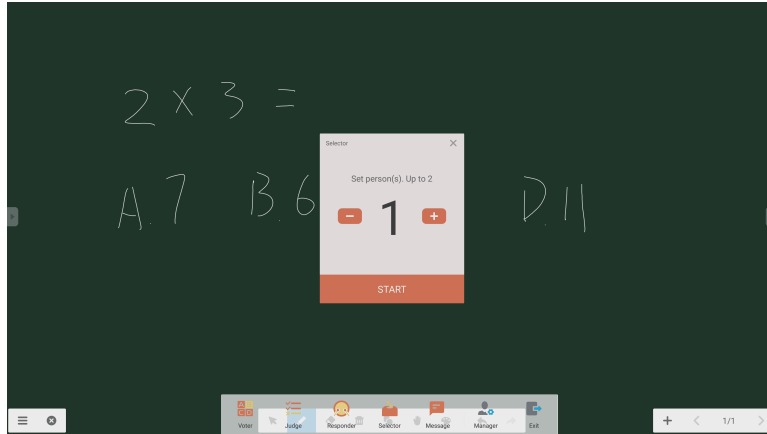 2 × 3 =
A.7 B.6 D.11
Selector
Set person(s). Up to 2
− 1 +
START
Voter Judge Responder Selector Message Manager Exit
1/1